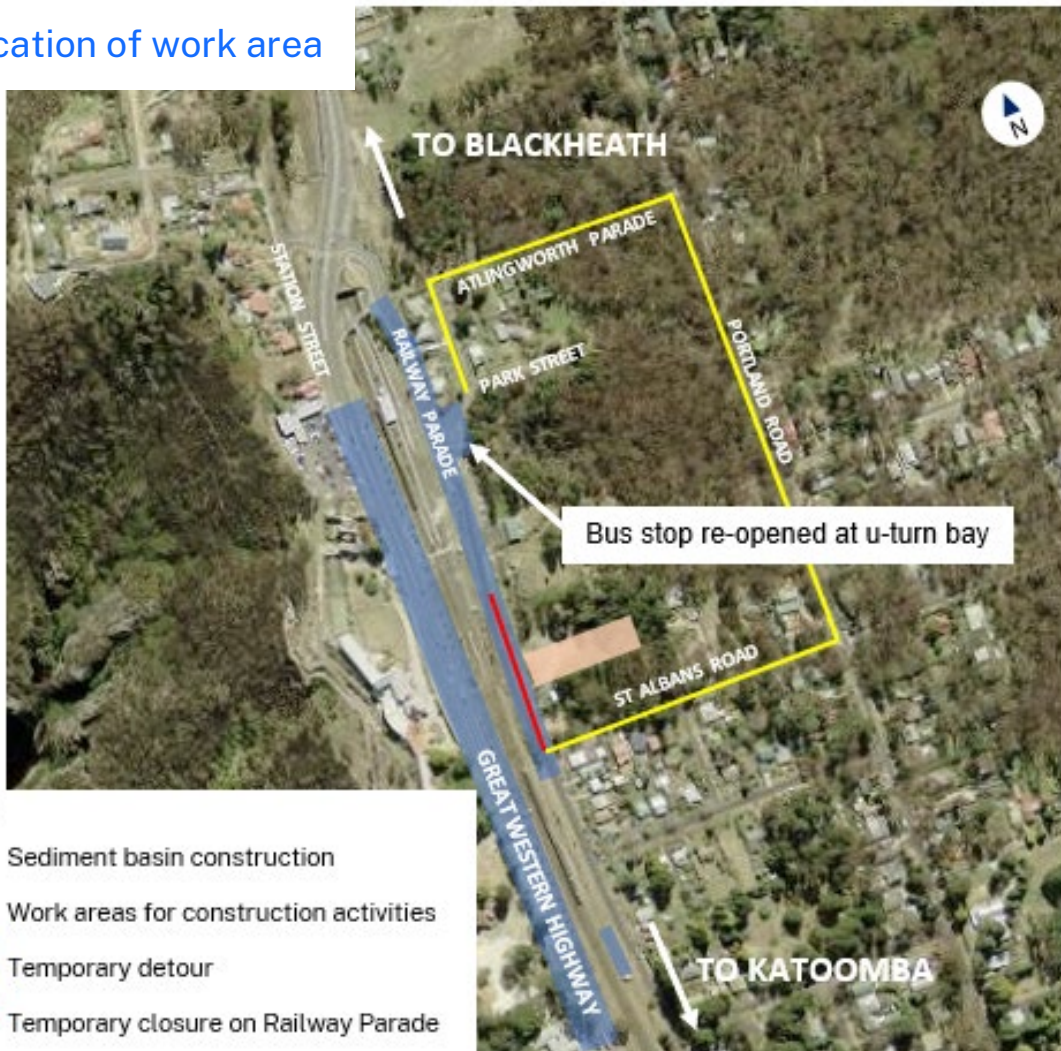 cation of work area
N
TO BLACKHEATH
ATLINGWORTH PARADE
STATION STREET
RAILWAY PARADE
PARK STREET
PORTLAND ROAD
Bus stop re-opened at u-turn bay
ST ALBANS ROAD
GREAT WESTERN HIGHWAY
TO KATOOMBA
Sediment basin construction
Work areas for construction activities
Temporary detour
Temporary closure on Railway Parade